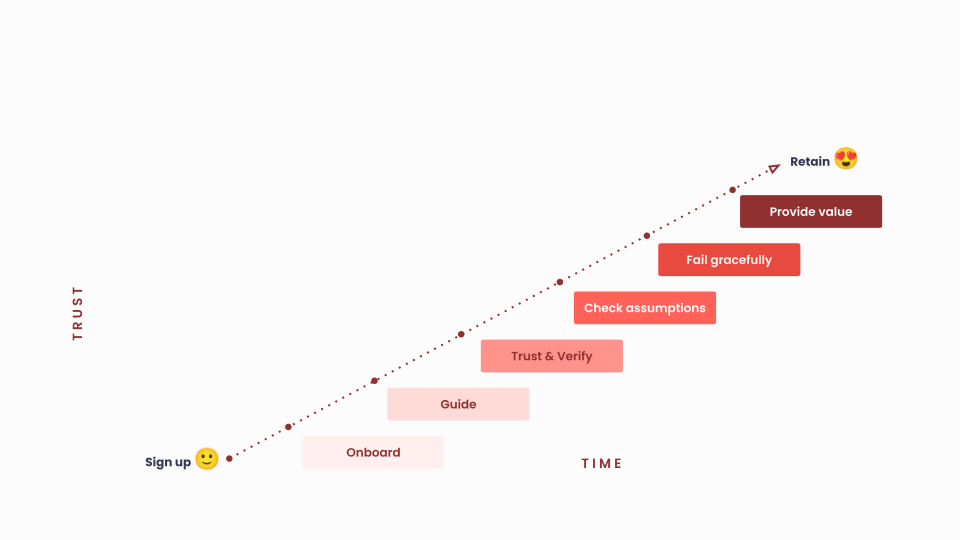 Retain 😍
Provide value
Fail gracefully
TRUST
Check assumptions
Trust & Verify
Guide
Onboard
Sign up 🙂
TIME